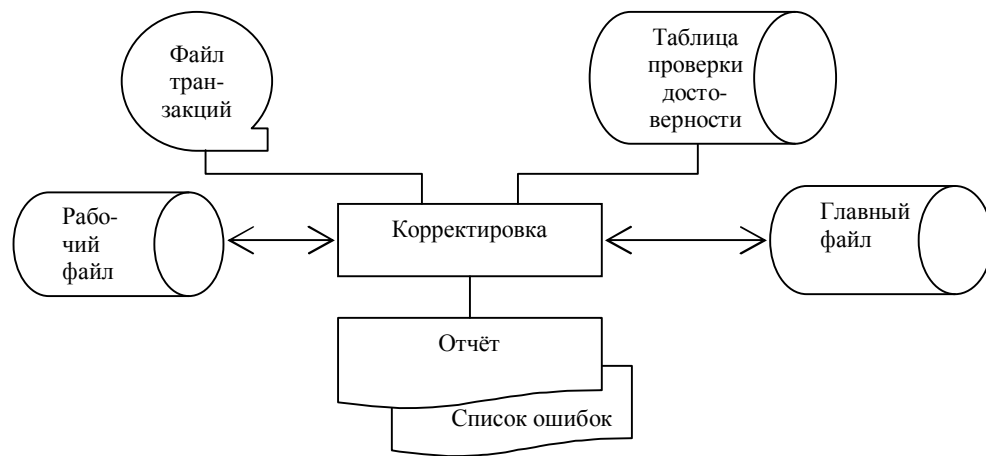 Файл
тран-
закций
Таблица
проверки
досто-
верности
Рабо-
чий
файл
Корректировка
Главный
файл
Отчёт
Список ошибок